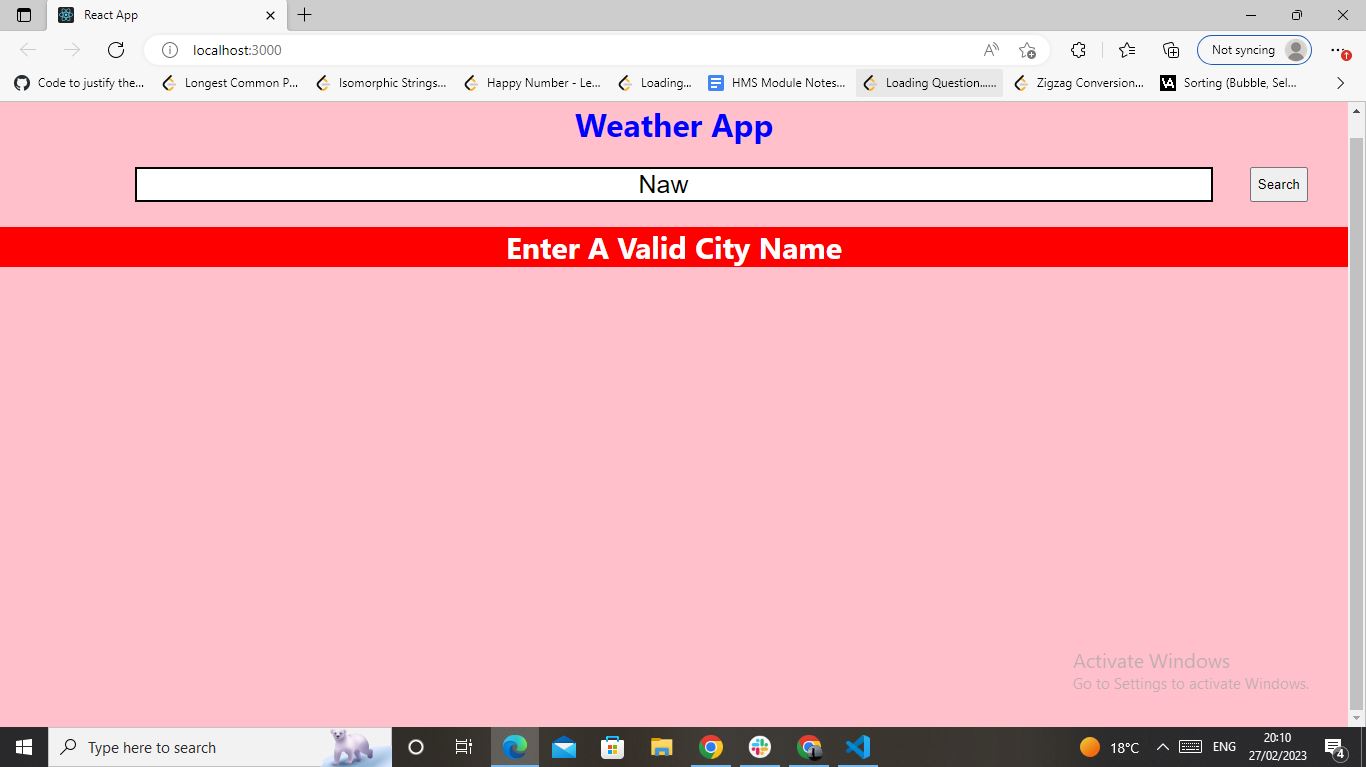 React App
localhost:3000
Not syncing
Code to justify the...
Longest Common P...
Isomorphic Strings...
Happy Number - Le...
Loading...
HMS Module Notes...
Loading Question......
Zigzag Conversion...
VA
Sorting (Bubble, Sel...
Weather App
Naw
Search
Enter A Valid City Name
Activate Windows
Go to Settings to activate Windows.
Type here to search
18°C
ENG
20:10
27/02/2023
4